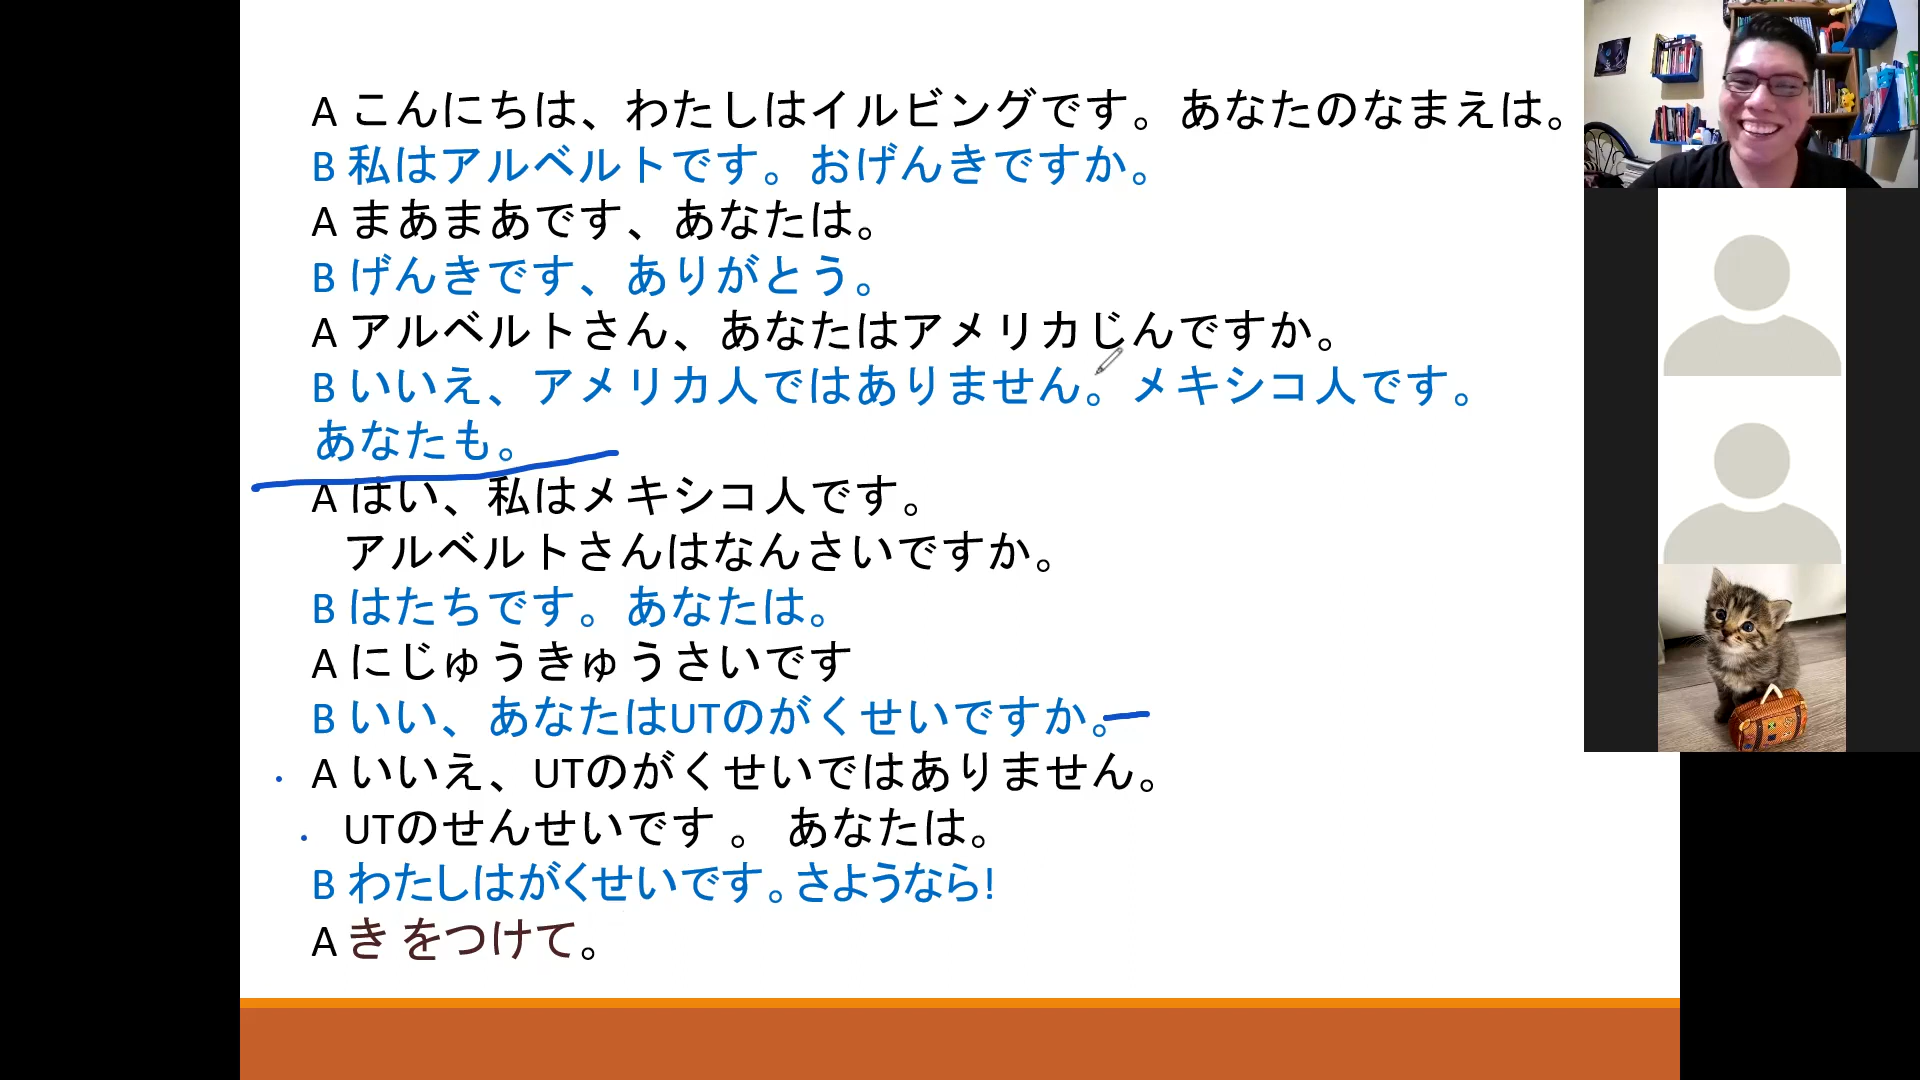 A こんにちは、わたしはイルビングです。あなたのなまえは。
B 私はアルベルトです。おげんきですか。
A まあまあです、あなたは。
B げんきです、ありがとう。
A アルベルトさん、あなたはアメリカじんですか。
B いいえ、アメリカ人ではありません。メキシコ人です。
あなたも。
A はい、私はメキシコ人です。
アルベルトさんはなんさいですか。
B はたちです。あなたは。
A にじゅうきゅうさいです
B いい、あなたはUTのがくせいですか。
A いいえ、UTのがくせいではありません。
UTのせんせいです 。 あなたは。
B わたしはがくせいです。さようなら!
A き をつけて。